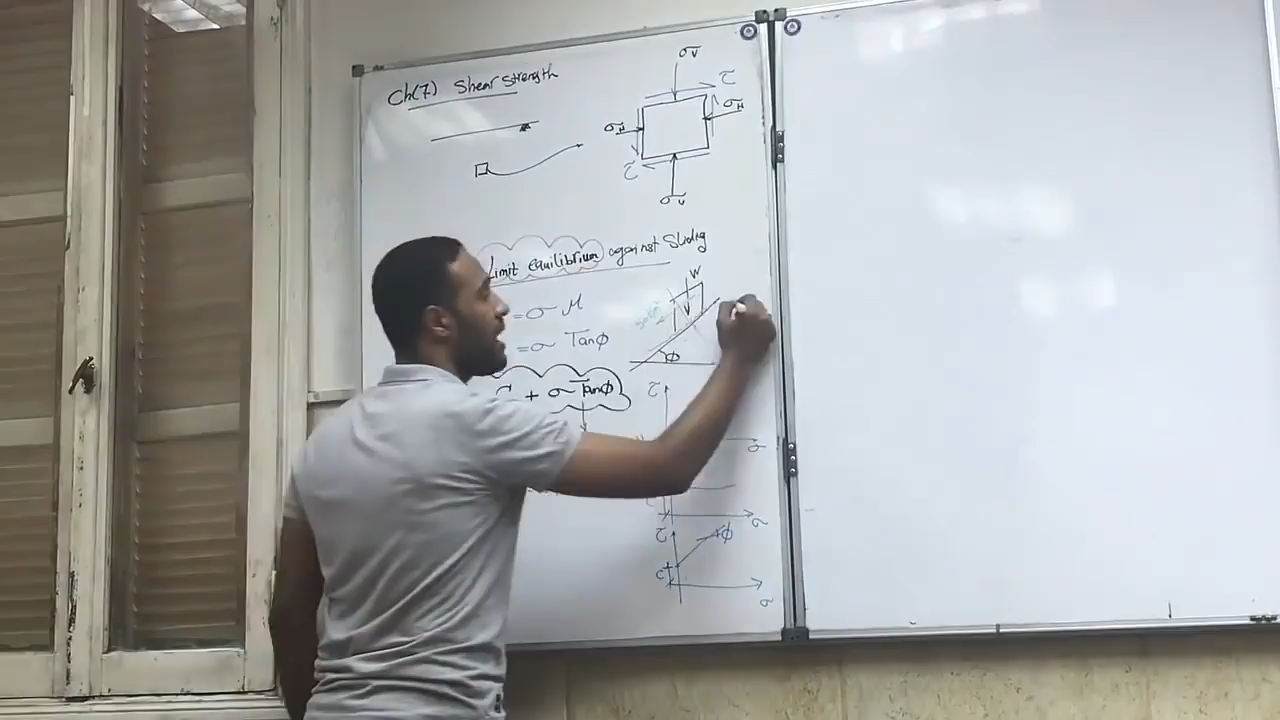 Ch(7) Shear Strength
σv
τ
σH
σH
τ
σv
Limit Equilibrium against Sliding
W
= σ μ
= σ Tanφ
φ
+ σ Tanφ
τ
σ
σ
τ
φ
c
σ